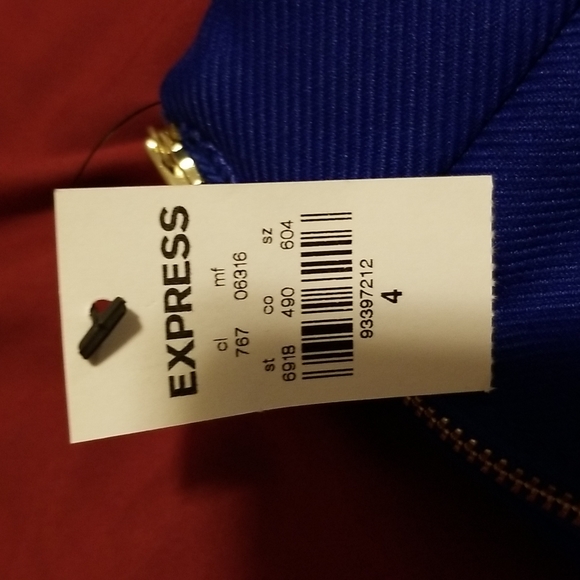 EXPRESS
cl mf
767 06316
st co sz
6918 490 604
93397212
4